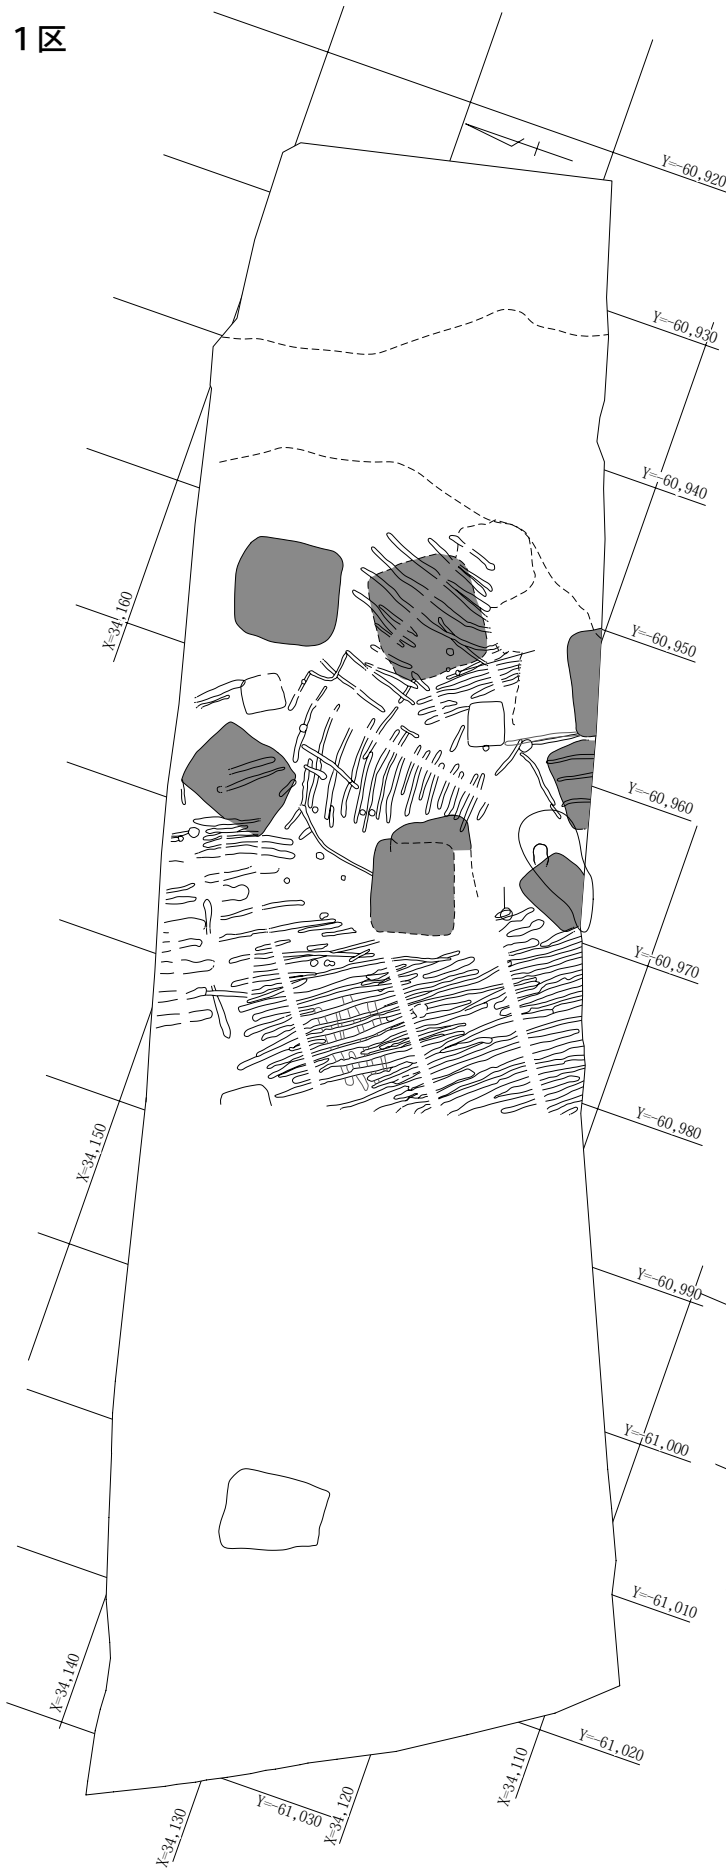 1区
Y=-60,920
Y=-60,930
Y=-60,940
X=34,160
Y=-60,950
Y=-60,960
Y=-60,970
Y=-60,980
X=34,150
Y=-60,990
Y=-61,000
Y=-61,010
X=34,140
Y=-61,020
X=34,110
Y=-61,030
X=34,120
X=34,130